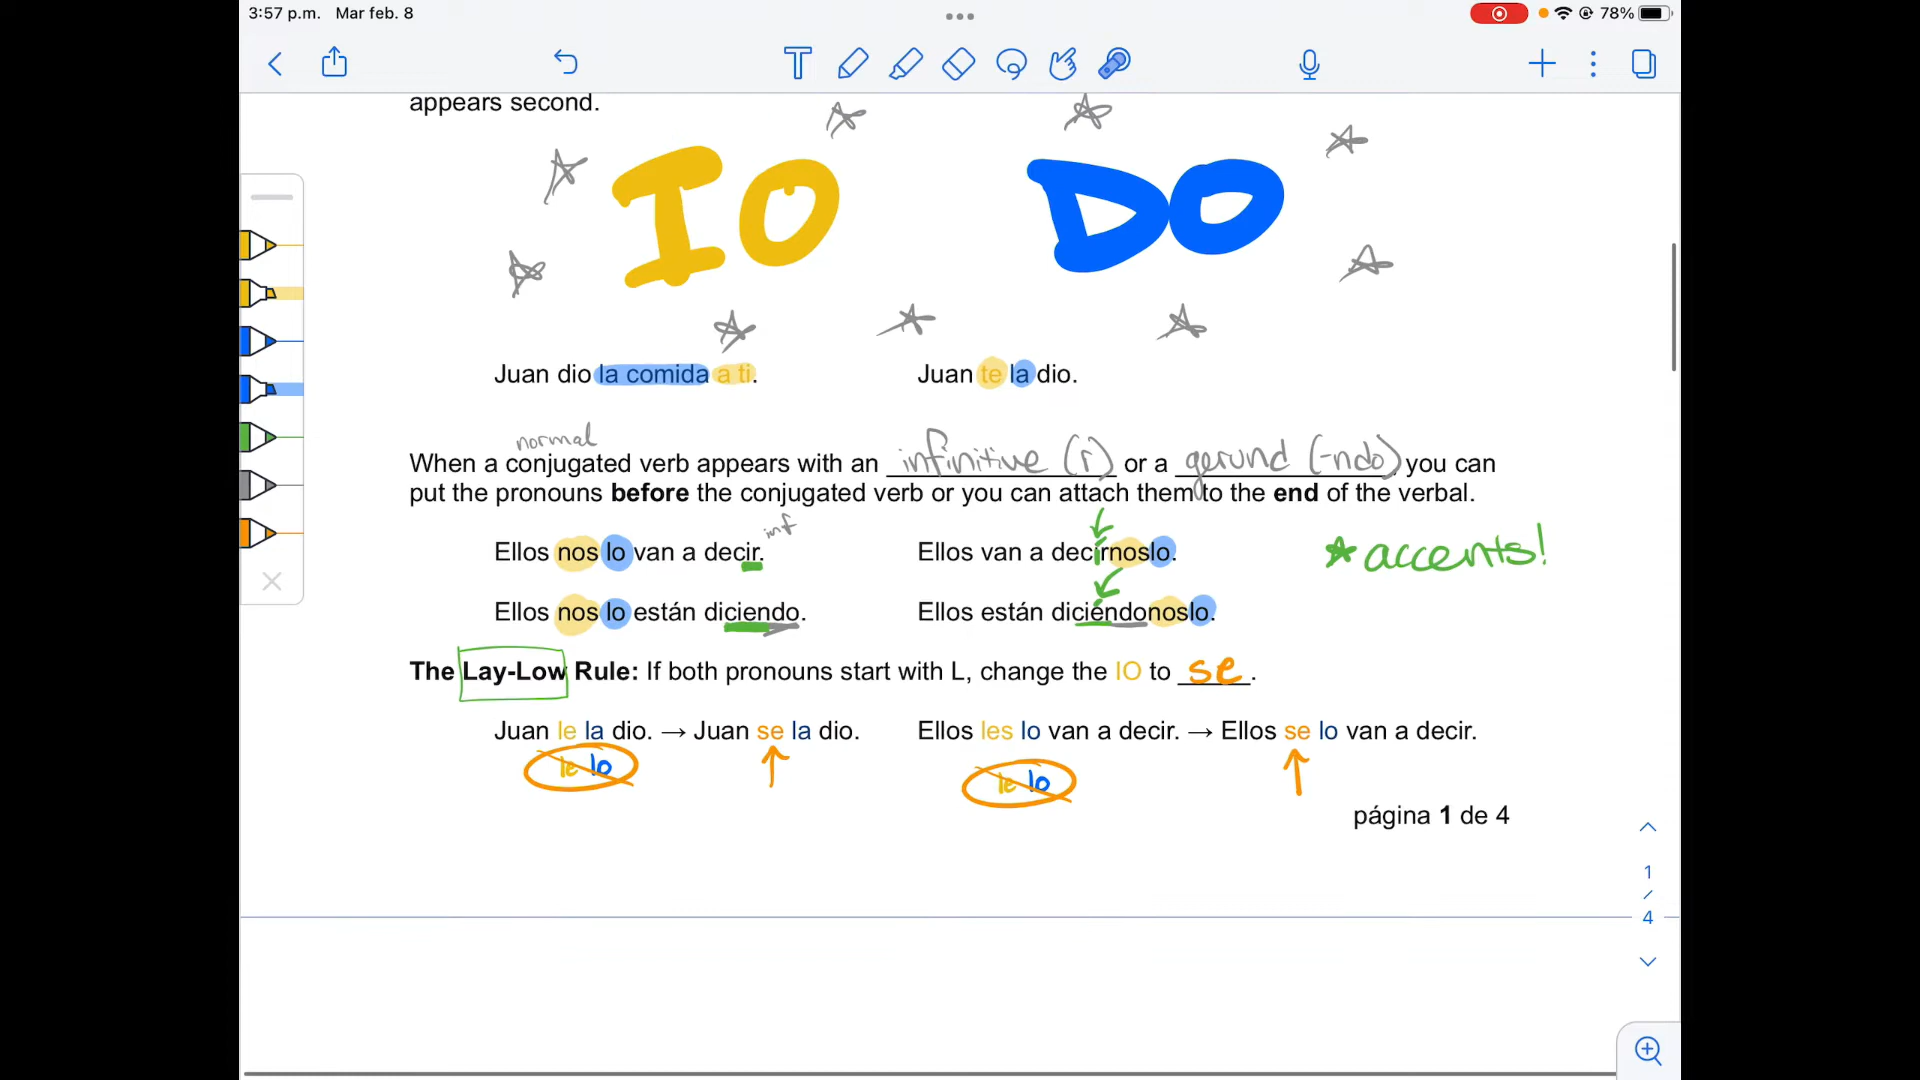 3:57 p.m. Mar feb. 8
78%
appears second.
IO DO
Juan dio la comida a ti. Juan te la dio.
normal
When a conjugated verb appears with an infinitive (r) or a gerund (-ndo) you can
put the pronouns before the conjugated verb or you can attach them to the end of the verbal.
inf
Ellos nos lo van a decir. Ellos van a decírnoslo. * accents!
Ellos nos lo están diciendo. Ellos están diciéndonoslo.
The Lay-Low Rule: If both pronouns start with L, change the IO to se.
Juan le la dio. → Juan se la dio. Ellos les lo van a decir. → Ellos se lo van a decir.
le lo le lo
página 1 de 4
1
/
4